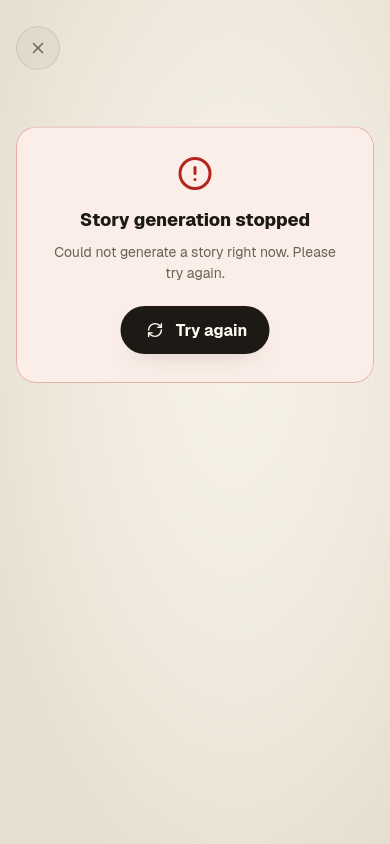 Story generation stopped
Could not generate a story right now. Please
try again.
Try again